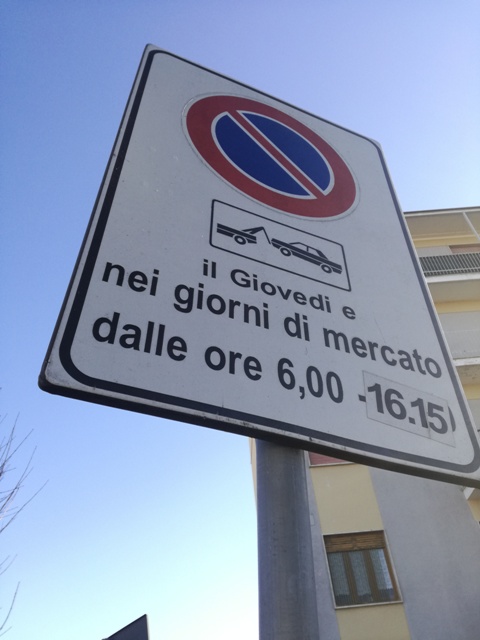 il Giovedi e
nei giorni di mercato
dalle ore 6,00 -16.15